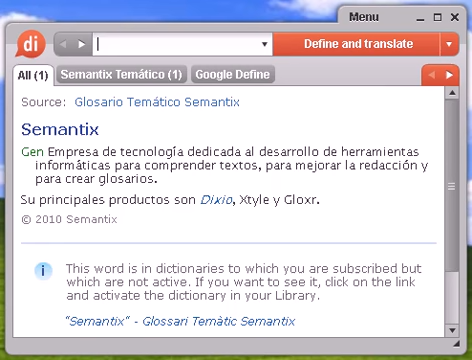 Menu
di
Define and translate
All (1) Semantix Temático (1) Google Define
Source: Glosario Temático Semantix
Semantix
Gen Empresa de tecnología dedicada al desarrollo de herramientas
informáticas para comprender textos, para mejorar la redacción y
para crear glosarios.
Su principales productos son Dixio, Xtyle y Gloxr.
© 2010 Semantix
i
This word is in dictionaries to which you are subscribed but
which are not active. If you want to see it, click on the link
and activate the dictionary in your Library.
"Semantix" - Glossari Temàtic Semantix